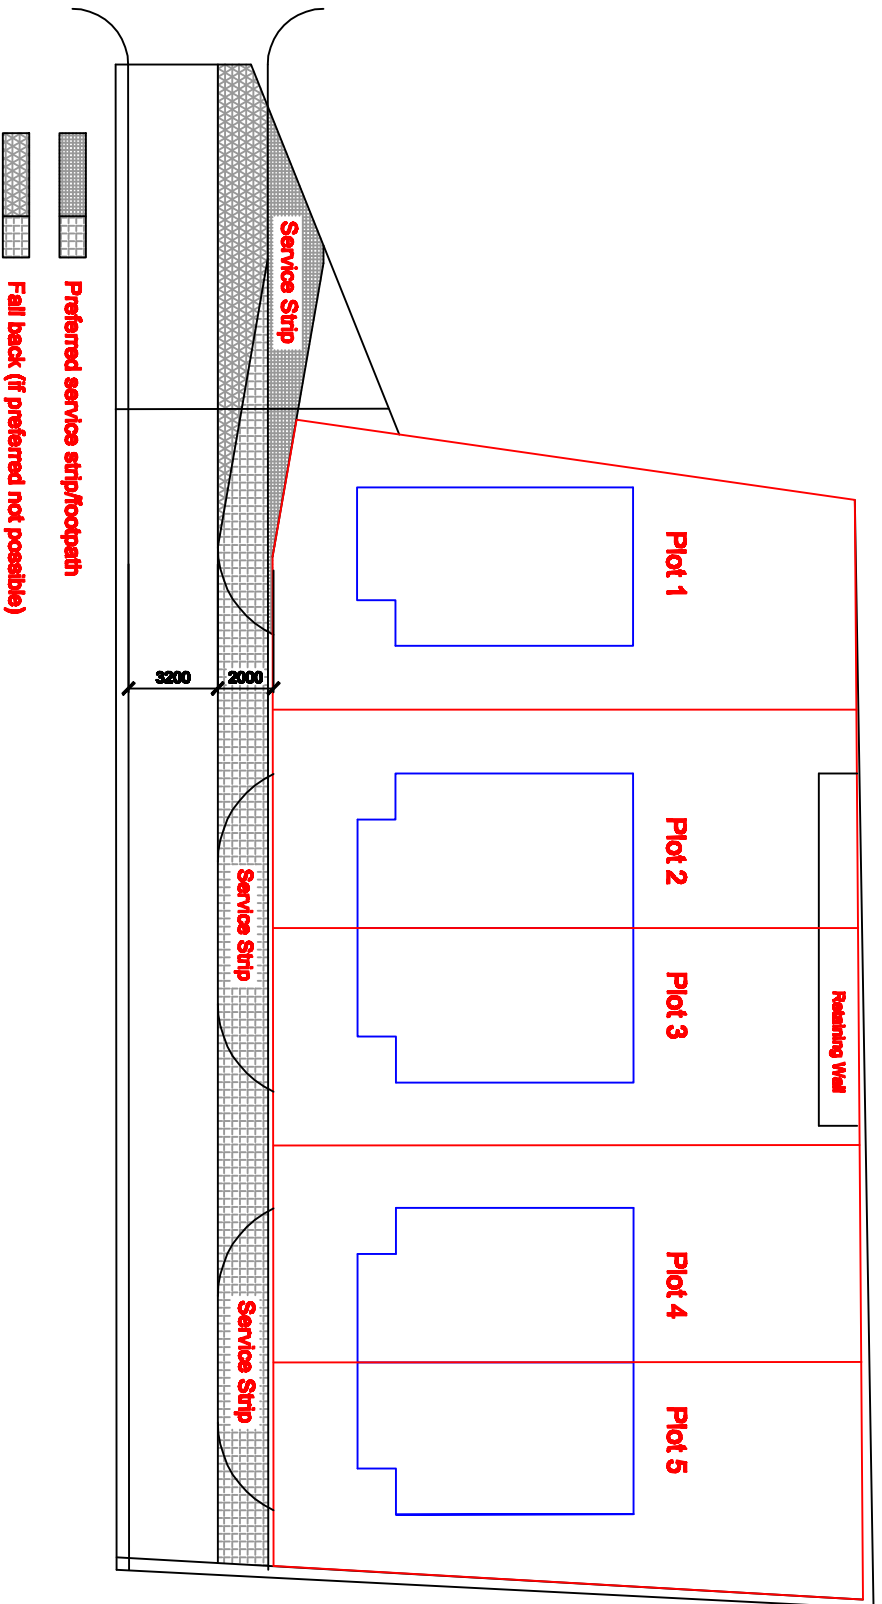 Service Strip
Preferred service strip/footpath
Fall back (if preferred not possible)
Plot 1
3200
2000
Plot 2
Service Strip
Plot 3
Retaining Wall
Plot 4
Service Strip
Plot 5